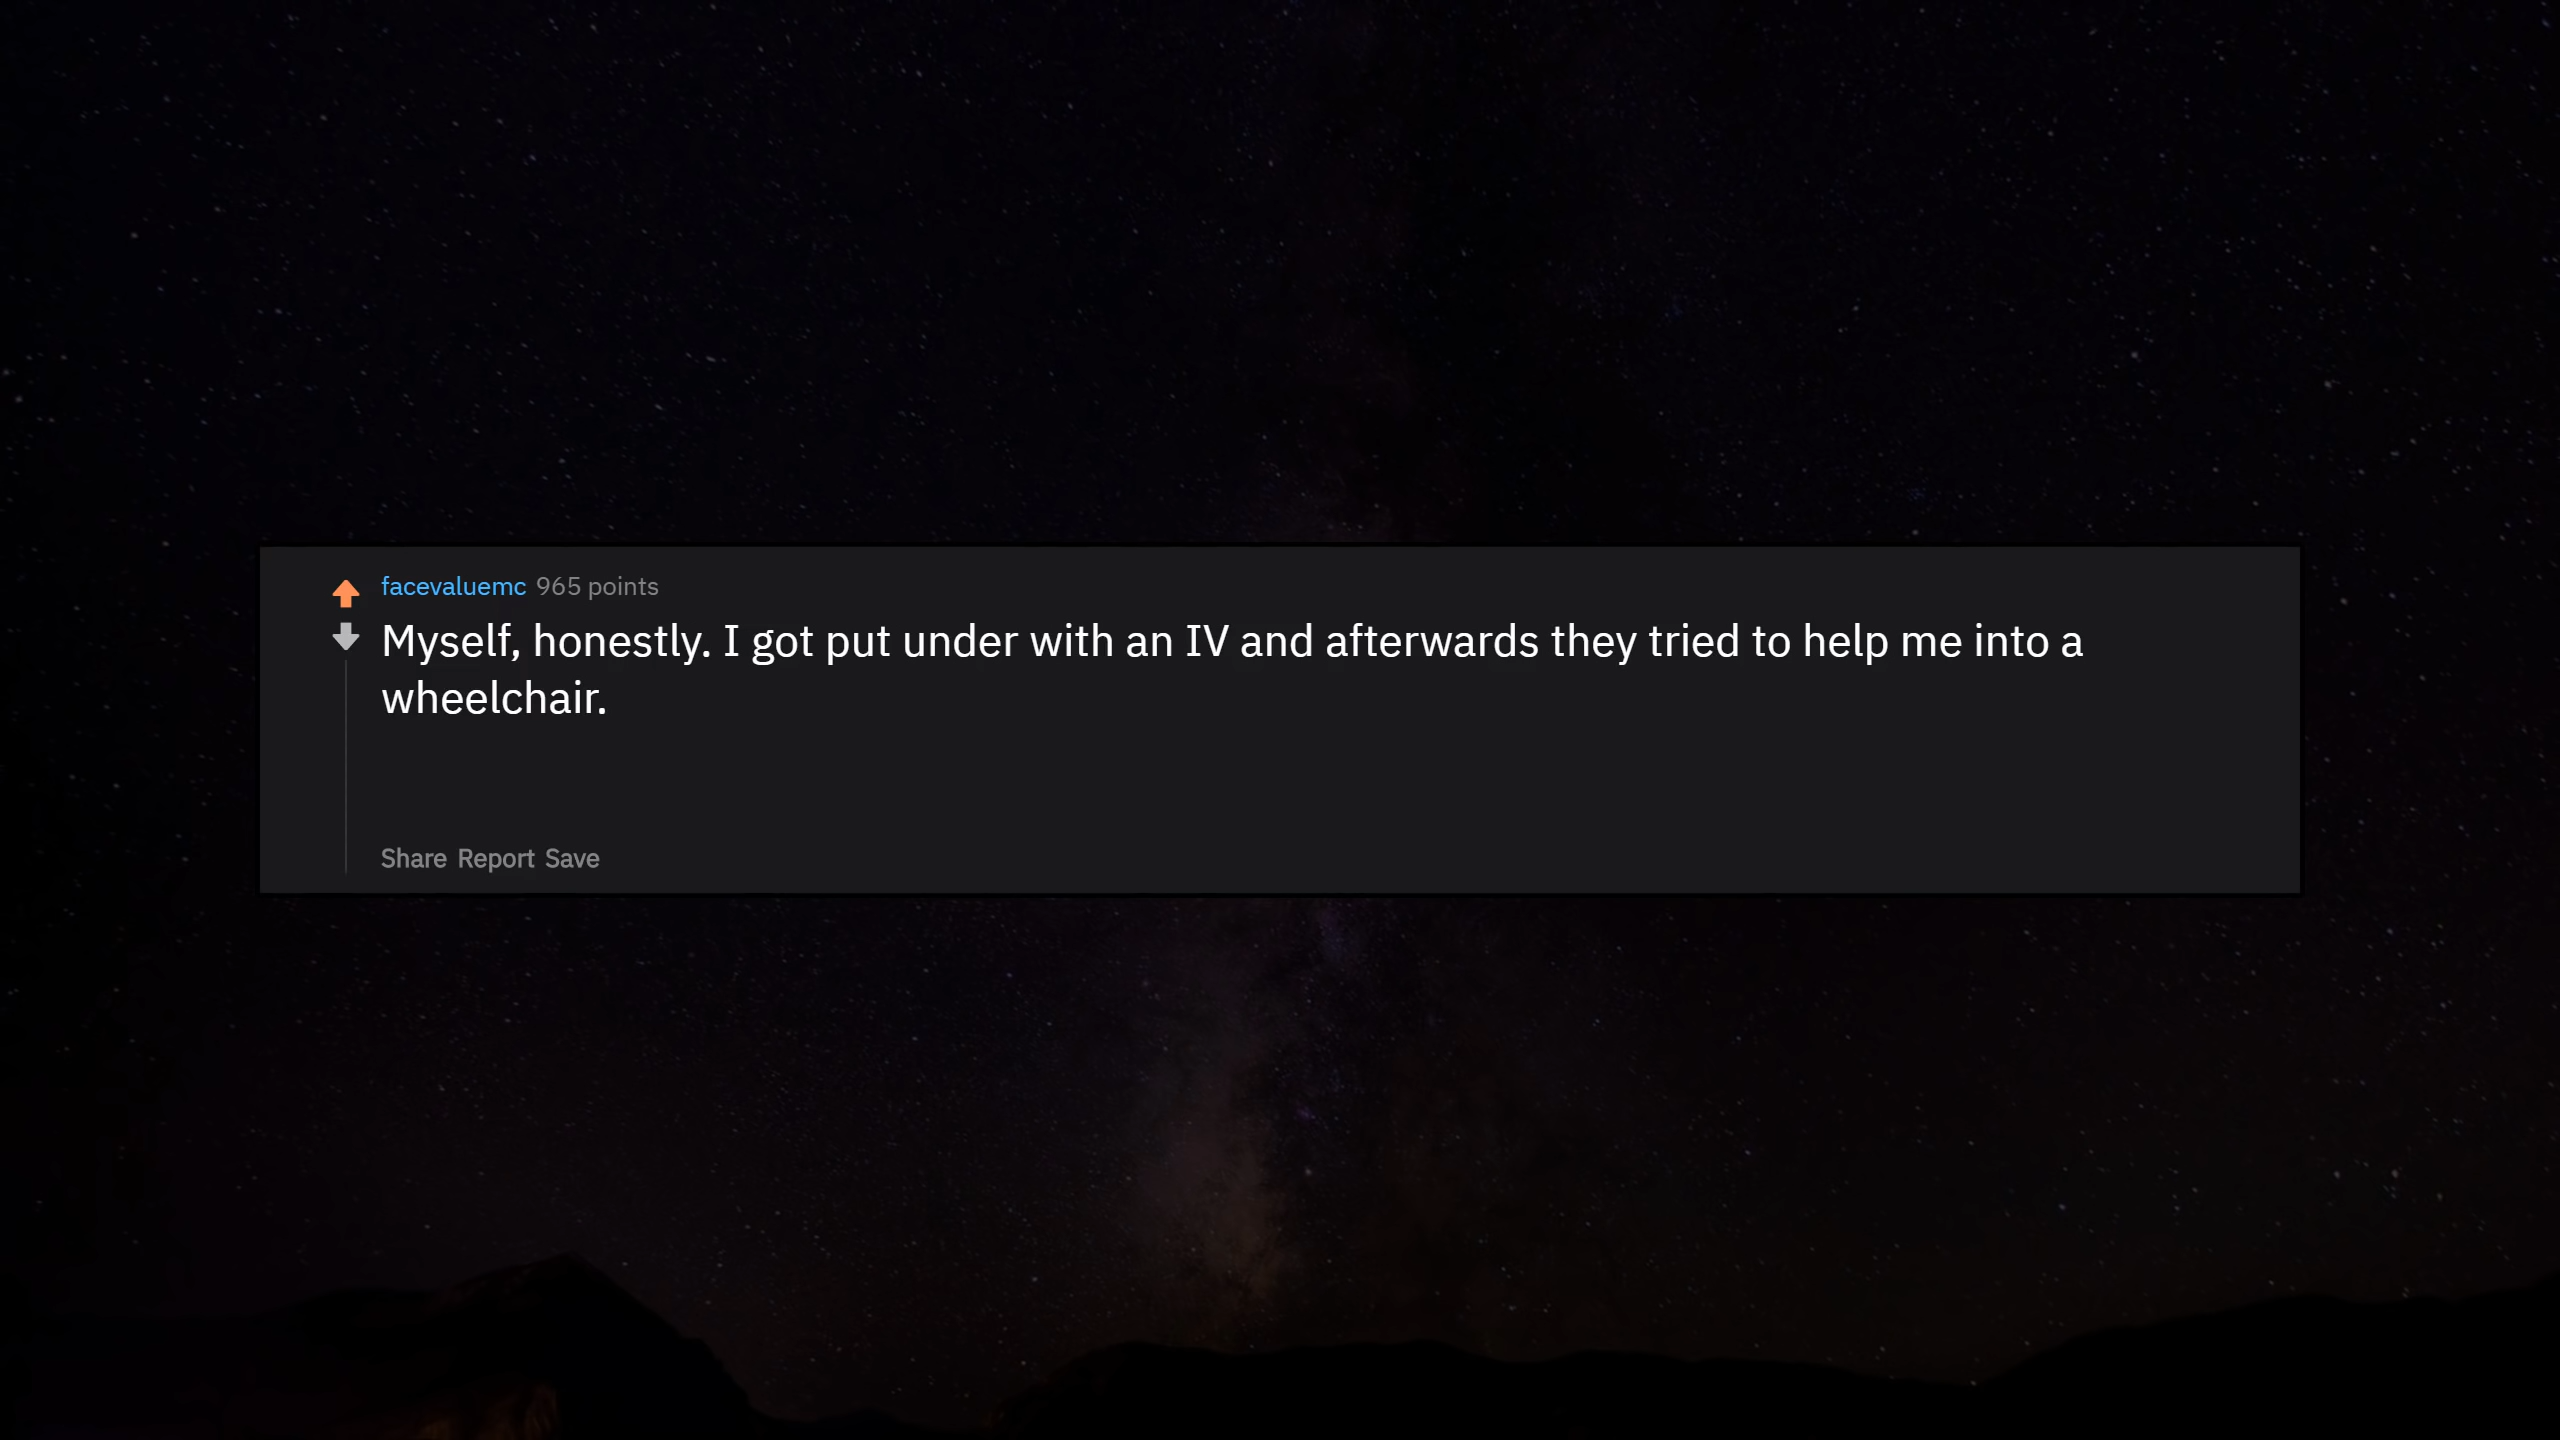 facevaluemc 965 points
Myself, honestly. I got put under with an IV and afterwards they tried to help me into a
wheelchair.
Share Report Save